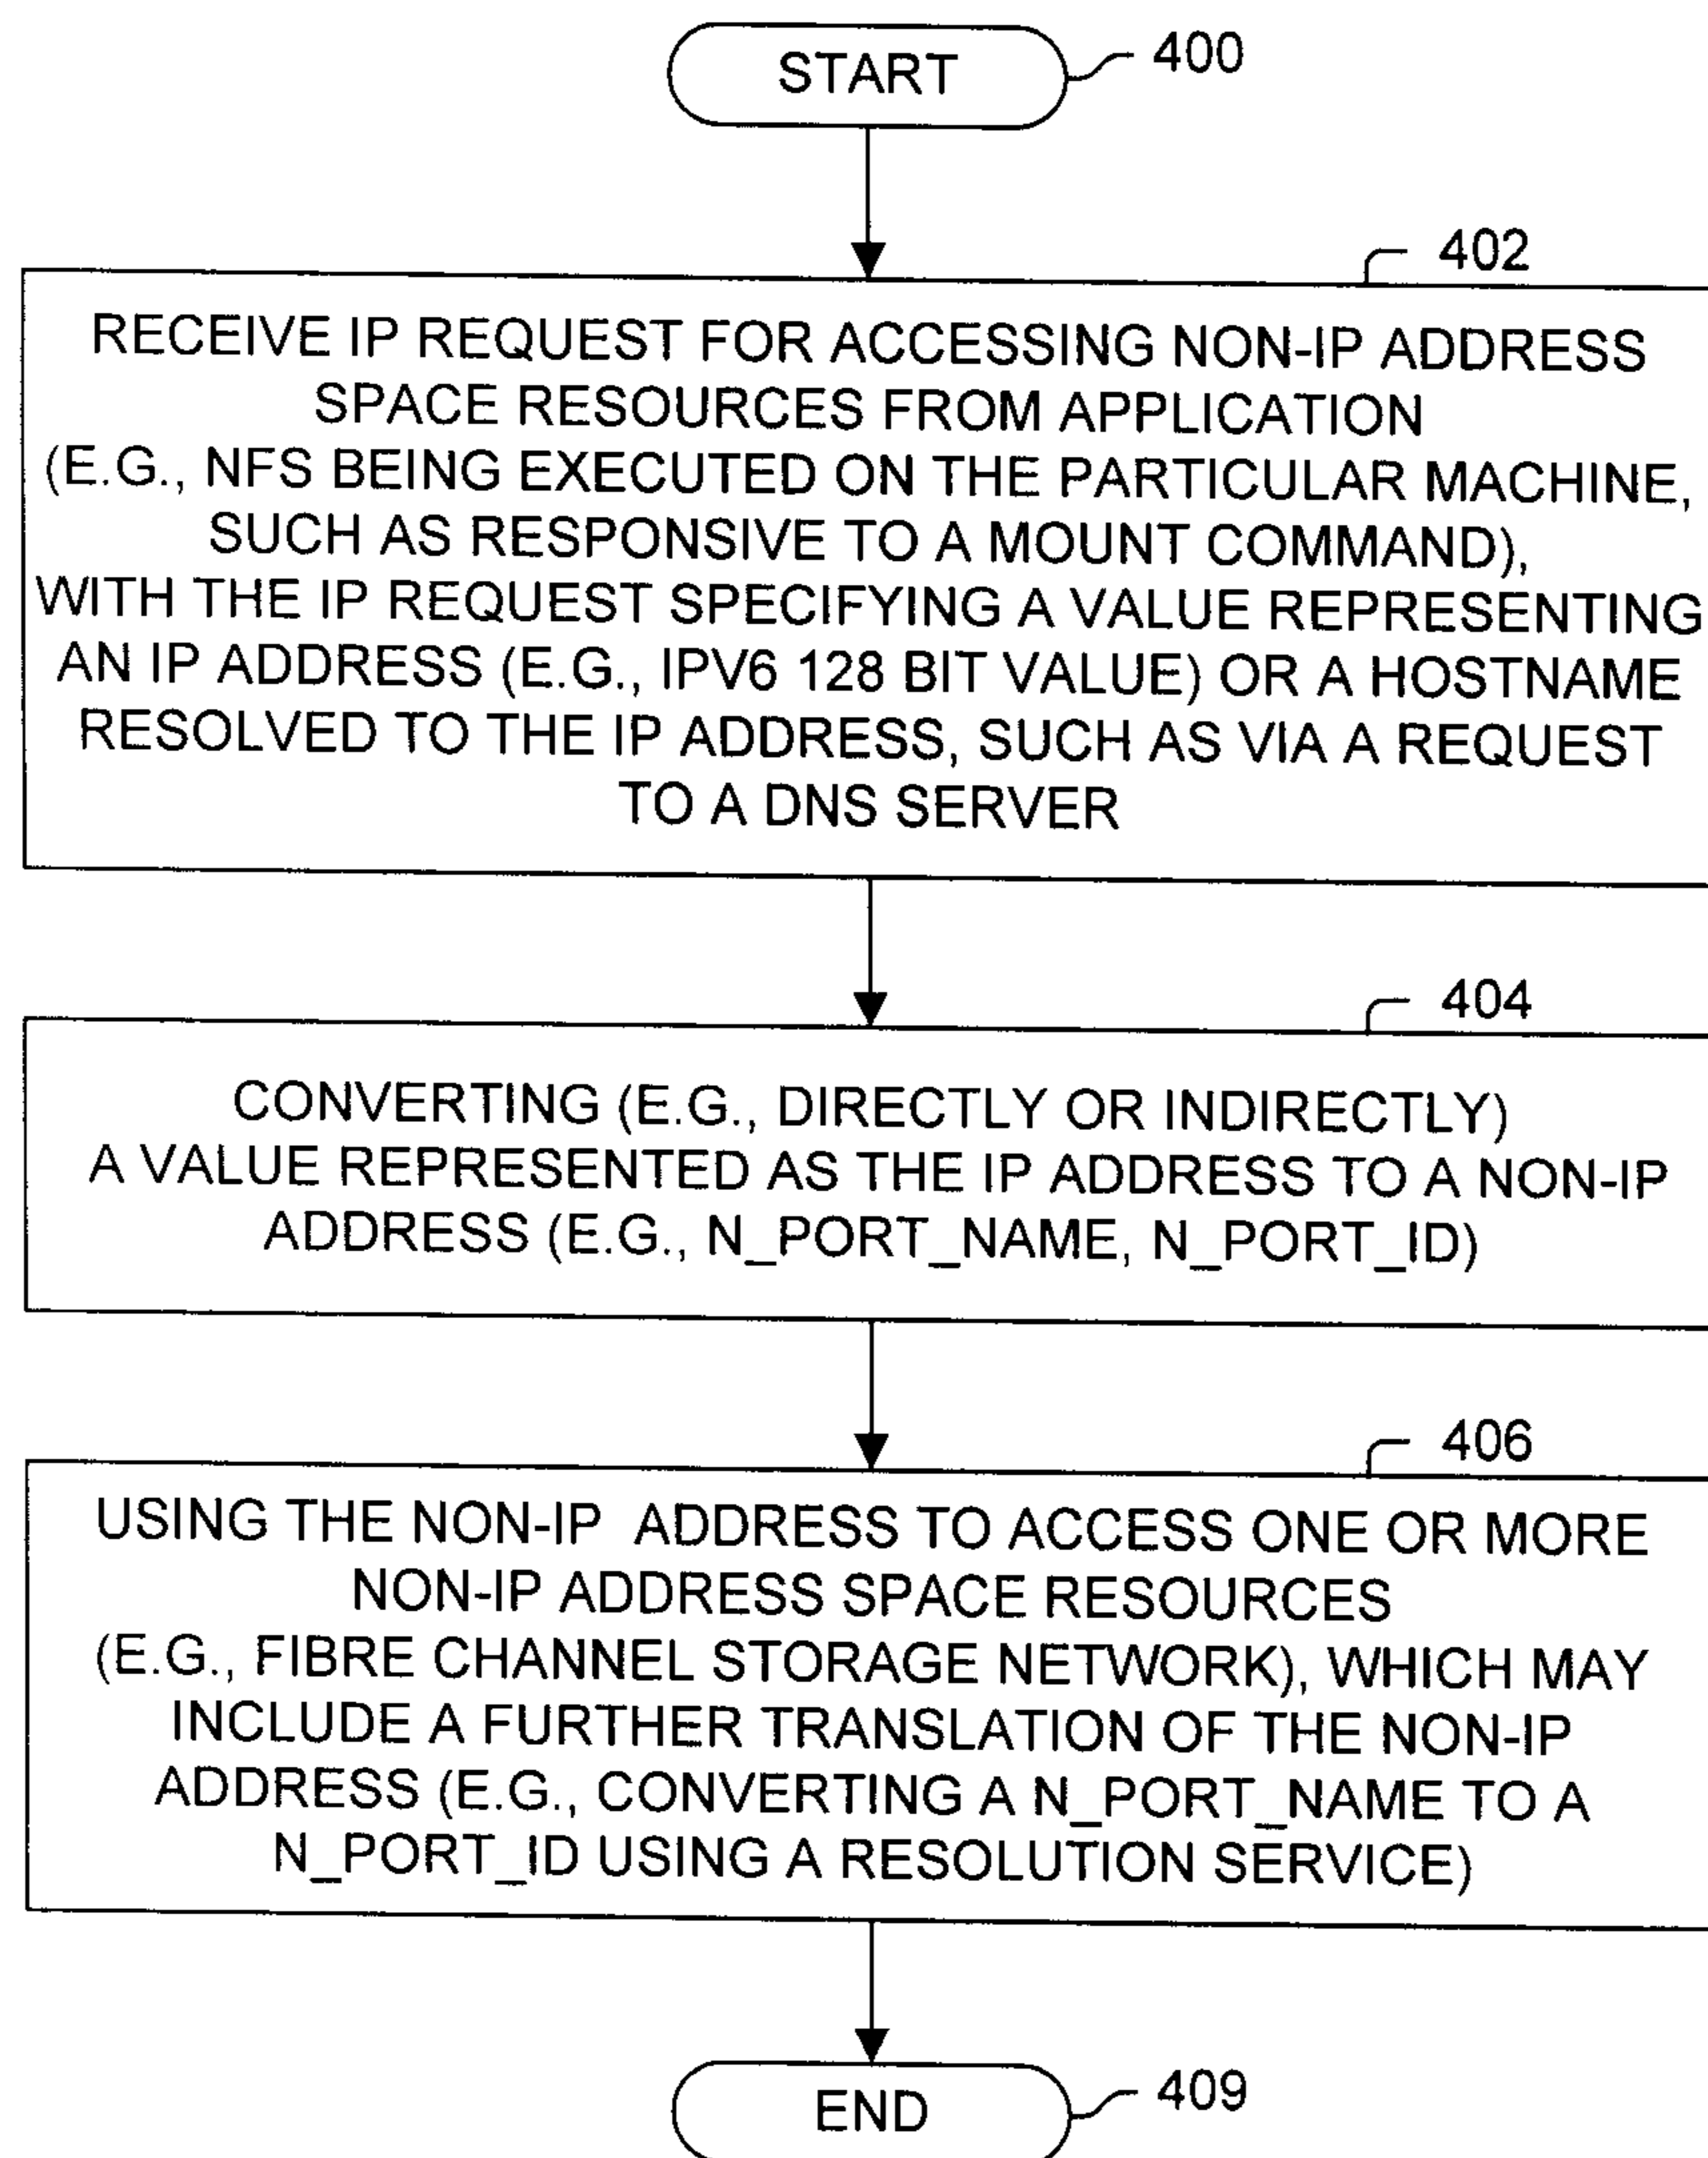 START
400
402
RECEIVE IP REQUEST FOR ACCESSING NON-IP ADDRESS
SPACE RESOURCES FROM APPLICATION
(E.G., NFS BEING EXECUTED ON THE PARTICULAR MACHINE,
SUCH AS RESPONSIVE TO A MOUNT COMMAND),
WITH THE IP REQUEST SPECIFYING A VALUE REPRESENTING
AN IP ADDRESS (E.G., IPV6 128 BIT VALUE) OR A HOSTNAME
RESOLVED TO THE IP ADDRESS, SUCH AS VIA A REQUEST
TO A DNS SERVER
404
CONVERTING (E.G., DIRECTLY OR INDIRECTLY)
A VALUE REPRESENTED AS THE IP ADDRESS TO A NON-IP
ADDRESS (E.G., N_PORT_NAME, N_PORT_ID)
406
USING THE NON-IP ADDRESS TO ACCESS ONE OR MORE
NON-IP ADDRESS SPACE RESOURCES
(E.G., FIBRE CHANNEL STORAGE NETWORK), WHICH MAY
INCLUDE A FURTHER TRANSLATION OF THE NON-IP
ADDRESS (E.G., CONVERTING A N_PORT_NAME TO A
N_PORT_ID USING A RESOLUTION SERVICE)
END
409